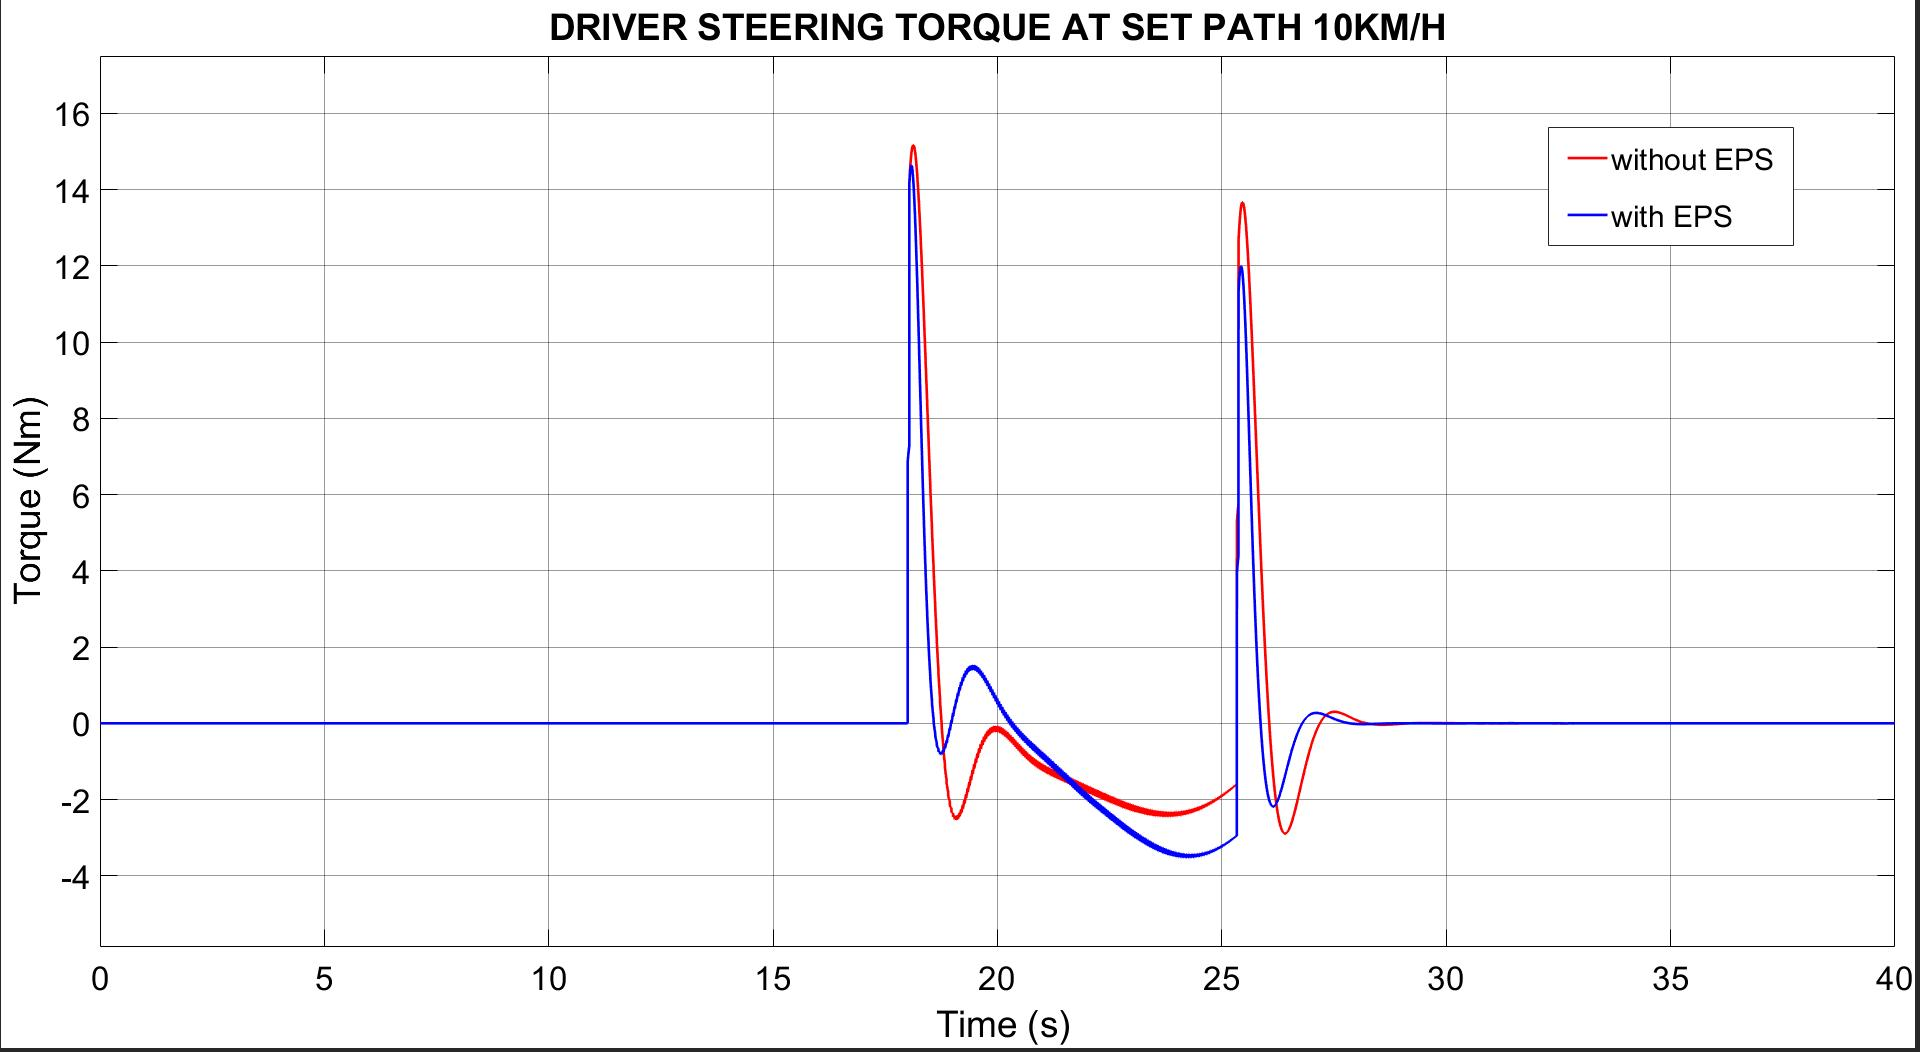 DRIVER STEERING TORQUE AT SET PATH 10KM/H
16
14
12
10
8
6
4
2
0
-2
-4
Torque (Nm)
without EPS
with EPS
0 5 10 15 20 25 30 35 40
Time (s)